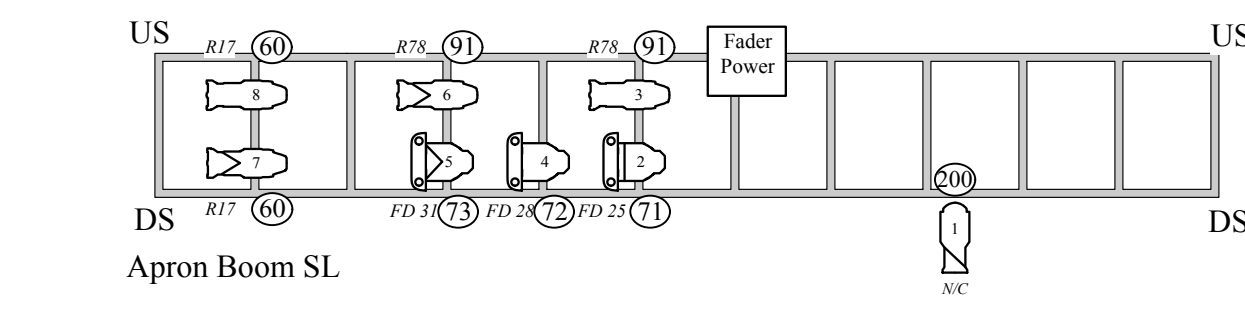 US
R17 60
R78 91
R78 91
Fader
Power
US
8
6
3
7
5
4
2
200
DS
R17 60
FD 31 73
FD 28 72
FD 25 71
1
DS
Apron Boom SL
N/C